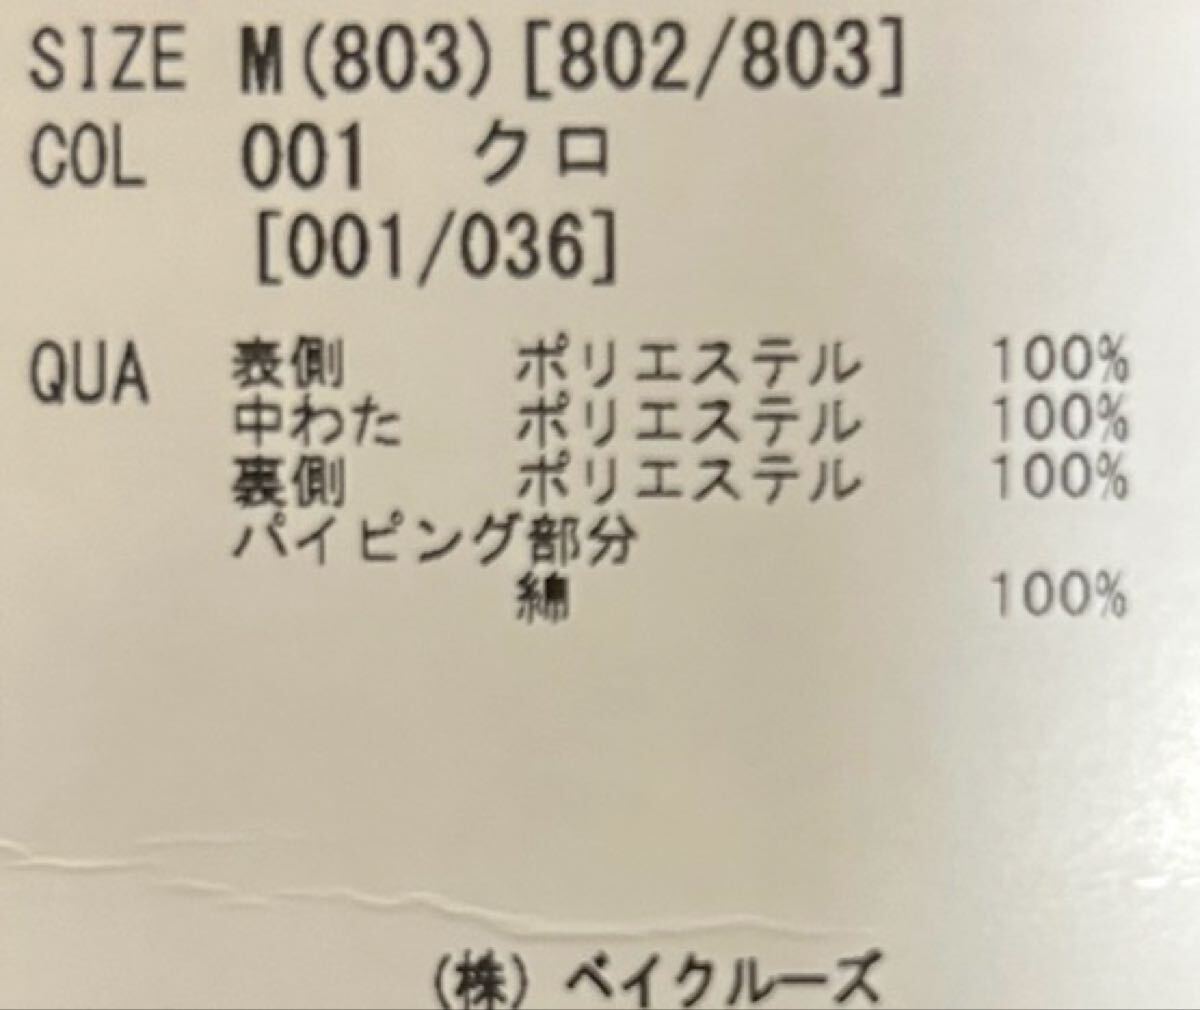 SIZE M(803)[802/803]
COL 001 クロ
[001/036]
QUA 表側 ポリエステル 100%
中わた ポリエステル 100%
裏側 ポリエステル 100%
パイピング部分
綿 100%
(株) ベイクルーズ